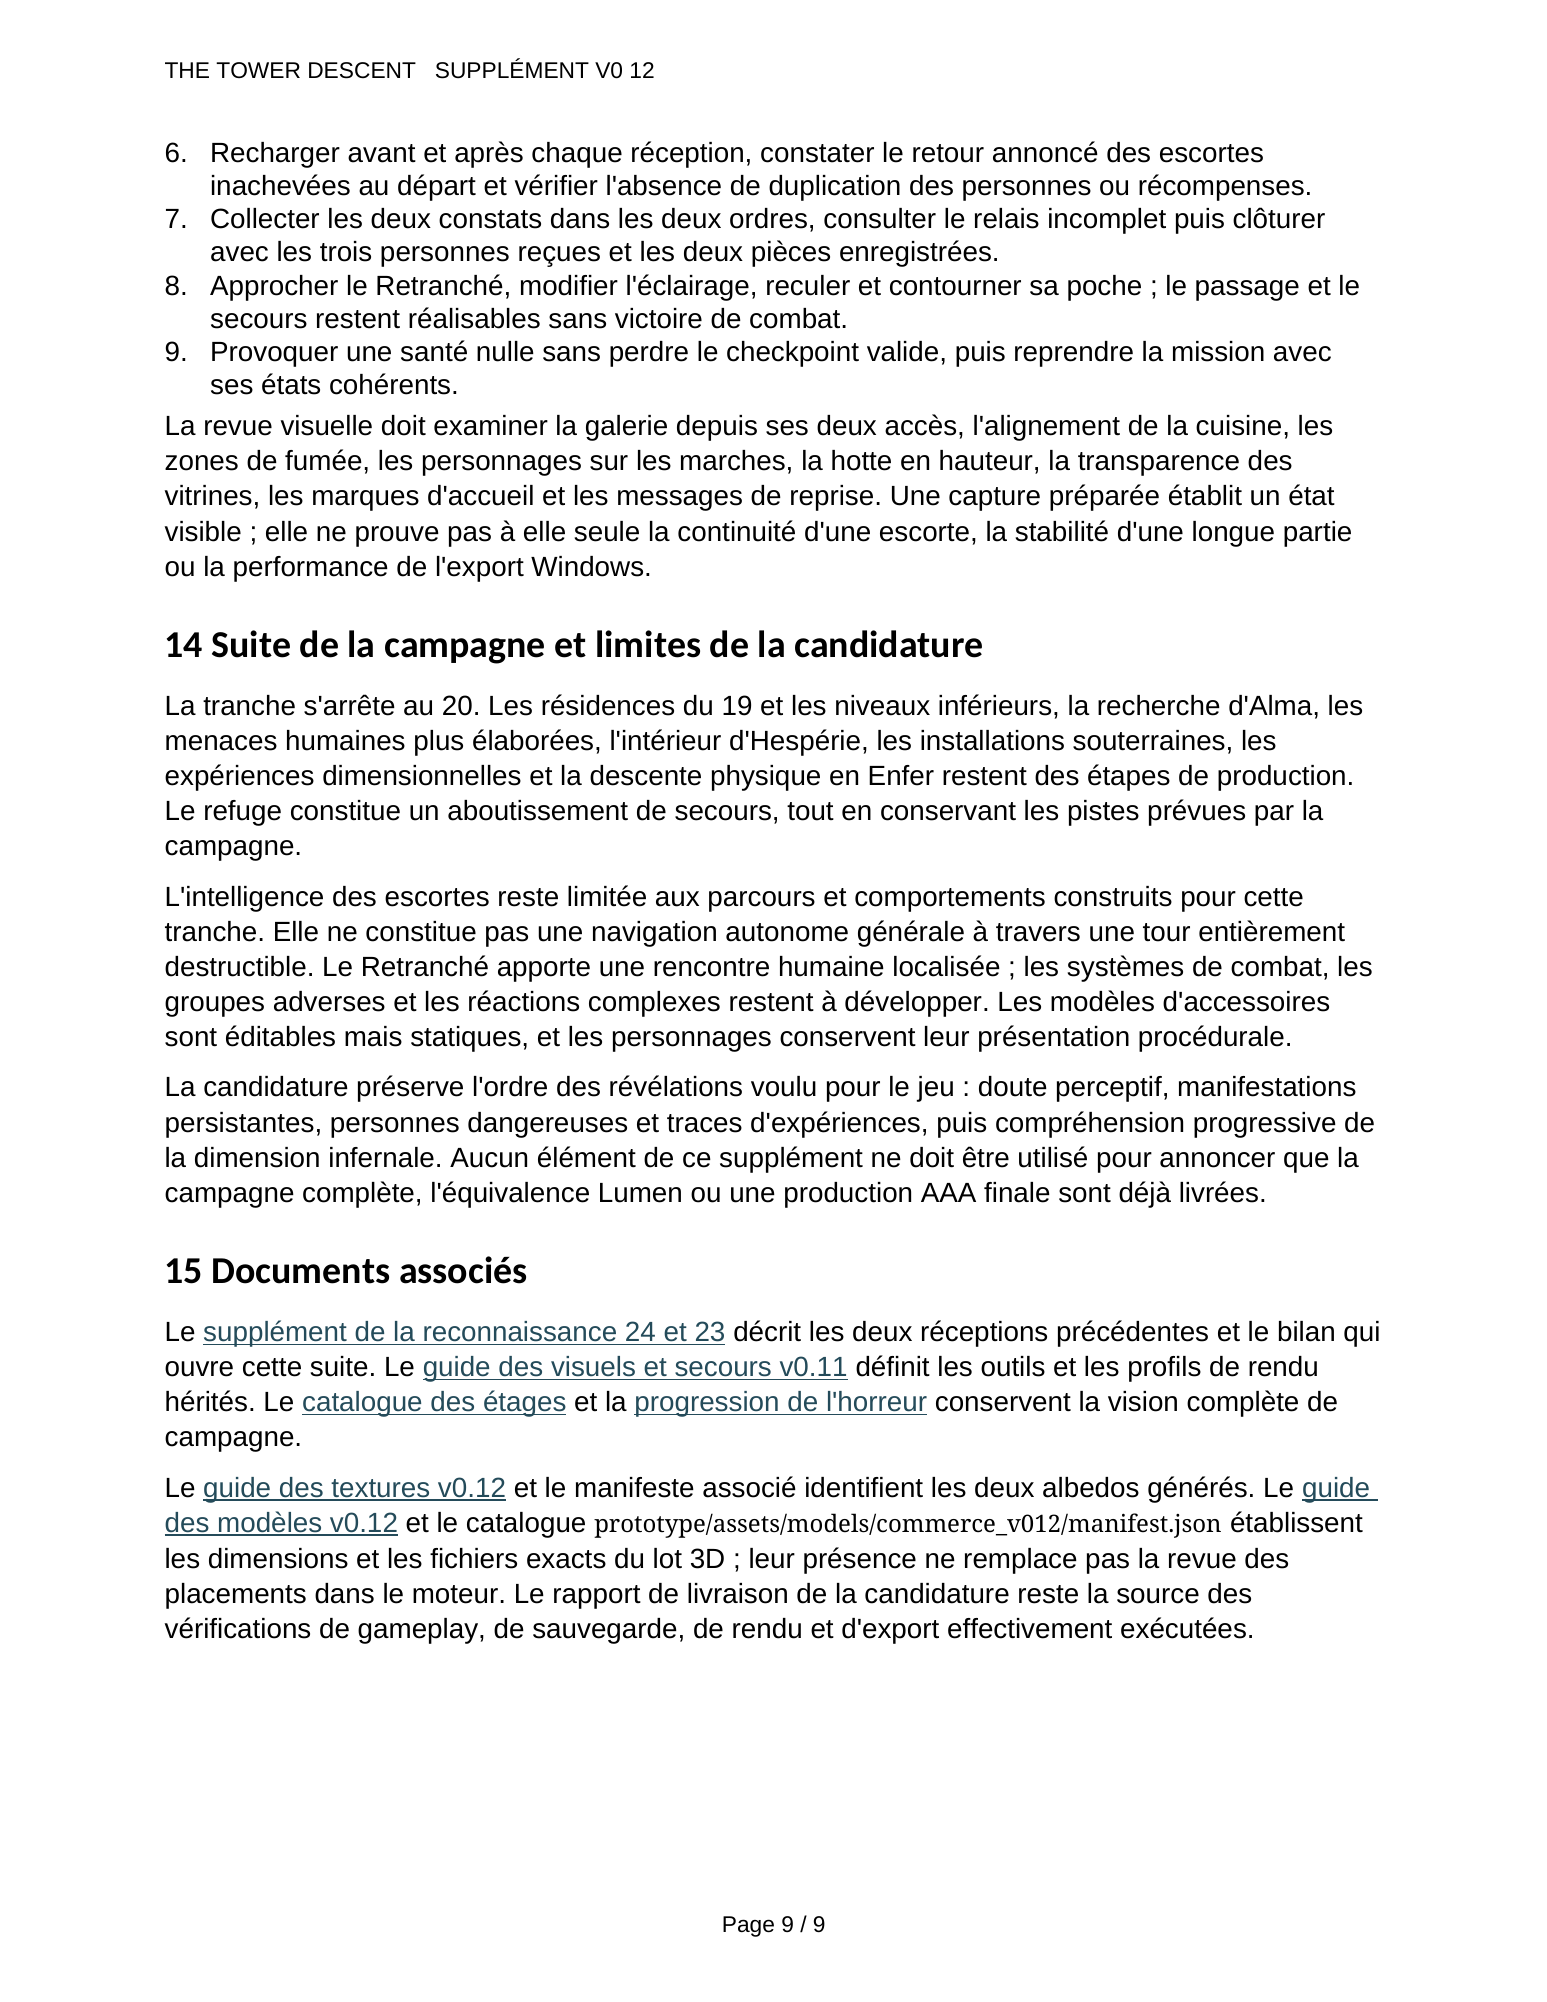 THE TOWER DESCENT   SUPPLÉMENT V0 12
6. Recharger avant et après chaque réception, constater le retour annoncé des escortes
inachevées au départ et vérifier l'absence de duplication des personnes ou récompenses.
7. Collecter les deux constats dans les deux ordres, consulter le relais incomplet puis clôturer
avec les trois personnes reçues et les deux pièces enregistrées.
8. Approcher le Retranché, modifier l'éclairage, reculer et contourner sa poche ; le passage et le
secours restent réalisables sans victoire de combat.
9. Provoquer une santé nulle sans perdre le checkpoint valide, puis reprendre la mission avec
ses états cohérents.
La revue visuelle doit examiner la galerie depuis ses deux accès, l'alignement de la cuisine, les
zones de fumée, les personnages sur les marches, la hotte en hauteur, la transparence des
vitrines, les marques d'accueil et les messages de reprise. Une capture préparée établit un état
visible ; elle ne prouve pas à elle seule la continuité d'une escorte, la stabilité d'une longue partie
ou la performance de l'export Windows.
14 Suite de la campagne et limites de la candidature
La tranche s'arrête au 20. Les résidences du 19 et les niveaux inférieurs, la recherche d'Alma, les
menaces humaines plus élaborées, l'intérieur d'Hespérie, les installations souterraines, les
expériences dimensionnelles et la descente physique en Enfer restent des étapes de production.
Le refuge constitue un aboutissement de secours, tout en conservant les pistes prévues par la
campagne.
L'intelligence des escortes reste limitée aux parcours et comportements construits pour cette
tranche. Elle ne constitue pas une navigation autonome générale à travers une tour entièrement
destructible. Le Retranché apporte une rencontre humaine localisée ; les systèmes de combat, les
groupes adverses et les réactions complexes restent à développer. Les modèles d'accessoires
sont éditables mais statiques, et les personnages conservent leur présentation procédurale.
La candidature préserve l'ordre des révélations voulu pour le jeu : doute perceptif, manifestations
persistantes, personnes dangereuses et traces d'expériences, puis compréhension progressive de
la dimension infernale. Aucun élément de ce supplément ne doit être utilisé pour annoncer que la
campagne complète, l'équivalence Lumen ou une production AAA finale sont déjà livrées.
15 Documents associés
Le supplément de la reconnaissance 24 et 23 décrit les deux réceptions précédentes et le bilan qui
ouvre cette suite. Le guide des visuels et secours v0.11 définit les outils et les profils de rendu
hérités. Le catalogue des étages et la progression de l'horreur conservent la vision complète de
campagne.
Le guide des textures v0.12 et le manifeste associé identifient les deux albedos générés. Le guide
des modèles v0.12 et le catalogue prototype/assets/models/commerce_v012/manifest.json établissent
les dimensions et les fichiers exacts du lot 3D ; leur présence ne remplace pas la revue des
placements dans le moteur. Le rapport de livraison de la candidature reste la source des
vérifications de gameplay, de sauvegarde, de rendu et d'export effectivement exécutées.
Page 9 / 9